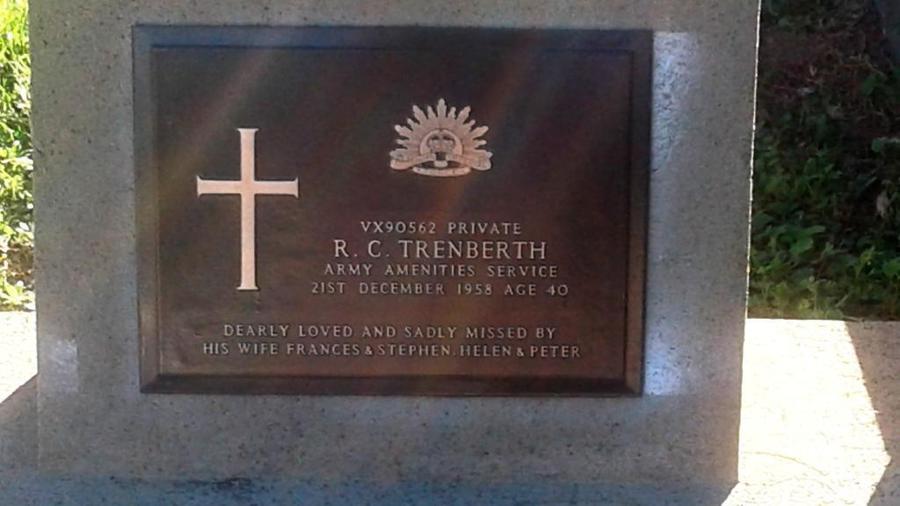 VX90562 PRIVATE
R. C. TRENBERTH
ARMY AMENITIES SERVICE
21ST DECEMBER 1958 AGE 40
DEARLY LOVED AND SADLY MISSED BY
HIS WIFE FRANCES & STEPHEN. HELEN & PETER